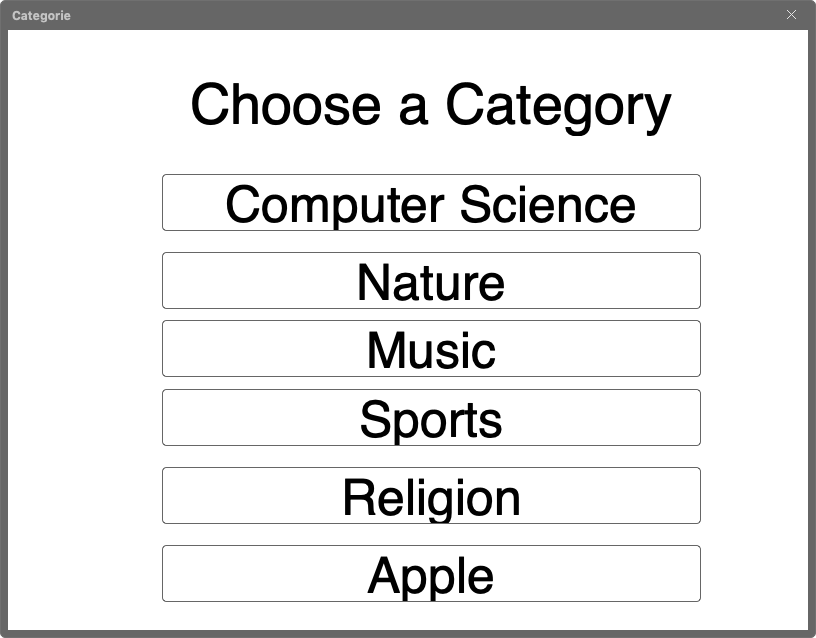 Categorie
Choose a Category
Computer Science
Nature
Music
Sports
Religion
Apple